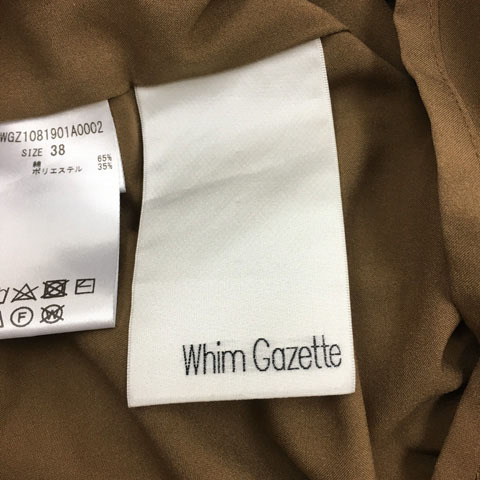 WGZ1081901A0002
SIZE 38
綿 65%
ポリエステル 35%
F
W
Whim Gazette